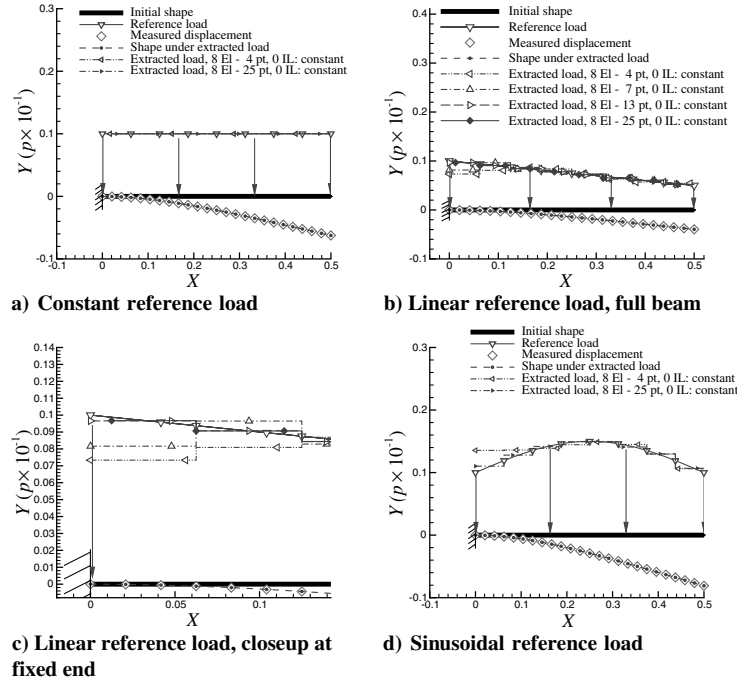 Initial shape
Reference load
Measured displacement
Shape under extracted load
Extracted load, 8 El - 4 pt, 0 IL: constant
Extracted load, 8 El - 25 pt, 0 IL: constant
0.3
0.2
0.1
0
-0.1
Y (p× 10⁻¹)
-0.1 0 0.1 0.2 0.3 0.4 0.5
X
a) Constant reference load
Initial shape
Reference load
Measured displacement
Shape under extracted load
Extracted load, 8 El - 4 pt, 0 IL: constant
Extracted load, 8 El - 7 pt, 0 IL: constant
Extracted load, 8 El - 13 pt, 0 IL: constant
Extracted load, 8 El - 25 pt, 0 IL: constant
0.4
0.3
0.2
0.1
0
-0.1
Y (p× 10⁻¹)
0 0.1 0.2 0.3 0.4 0.5
X
b) Linear reference load, full beam
0.14
0.13
0.12
0.11
0.1
0.09
0.08
0.07
0.06
0.05
0.04
0.03
0.02
0.01
0
Y (p× 10⁻¹)
0 0.05 0.1
X
c) Linear reference load, closeup at
fixed end
Initial shape
Reference load
Measured displacement
Shape under extracted load
Extracted load, 8 El - 4 pt, 0 IL: constant
Extracted load, 8 El - 25 pt, 0 IL: constant
0.3
0.2
0.1
0
-0.1
Y (p× 10⁻¹)
-0.1 0 0.1 0.2 0.3 0.4 0.5
X
d) Sinusoidal reference load